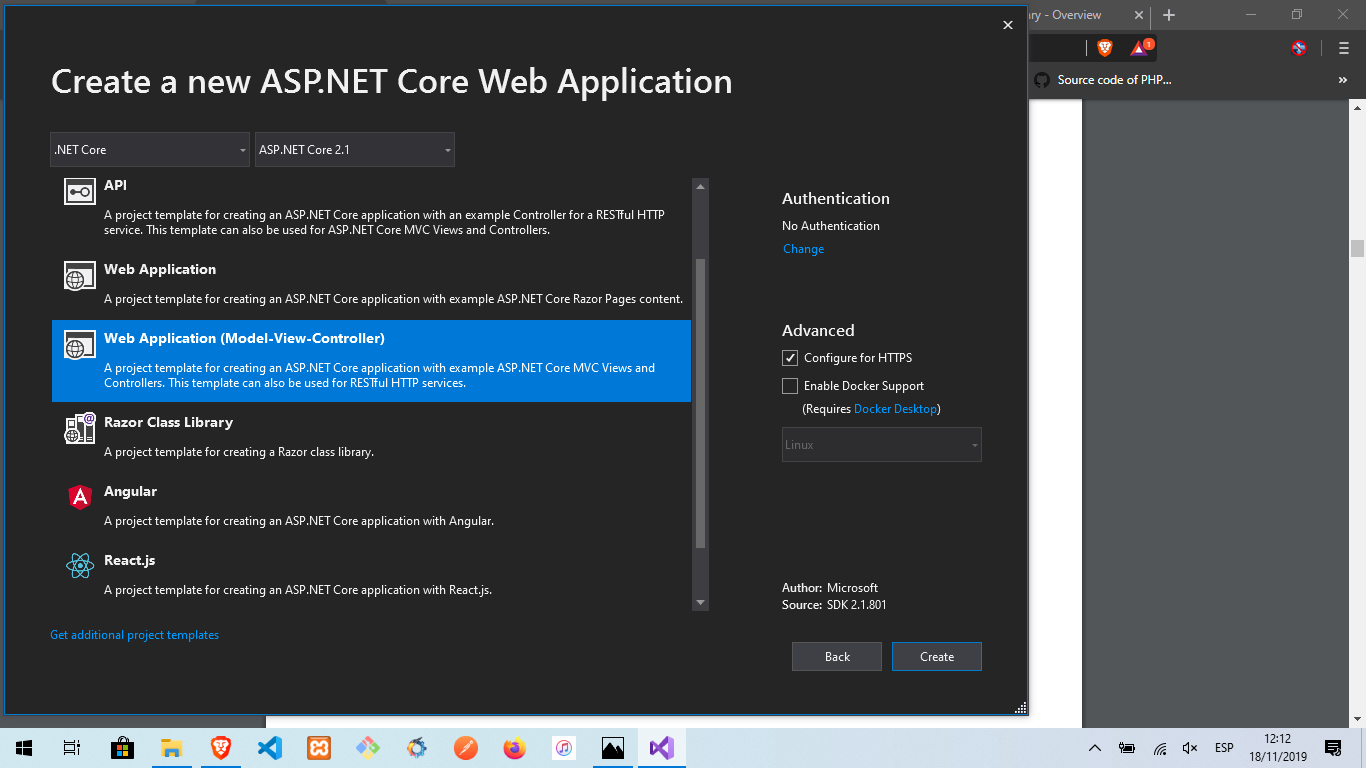 ry - Overview
1
Source code of PHP...
»
Create a new ASP.NET Core Web Application
.NET Core
ASP.NET Core 2.1
API
A project template for creating an ASP.NET Core application with an example Controller for a RESTful HTTP
service. This template can also be used for ASP.NET Core MVC Views and Controllers.
Web Application
A project template for creating an ASP.NET Core application with example ASP.NET Core Razor Pages content.
Web Application (Model-View-Controller)
A project template for creating an ASP.NET Core application with example ASP.NET Core MVC Views and
Controllers. This template can also be used for RESTful HTTP services.
Razor Class Library
A project template for creating a Razor class library.
Angular
A project template for creating an ASP.NET Core application with Angular.
React.js
A project template for creating an ASP.NET Core application with React.js.
Get additional project templates
Authentication
No Authentication
Change
Advanced
Configure for HTTPS
Enable Docker Support
(Requires Docker Desktop)
Linux
Author: Microsoft
Source: SDK 2.1.801
Back
Create
ESP
12:12
18/11/2019